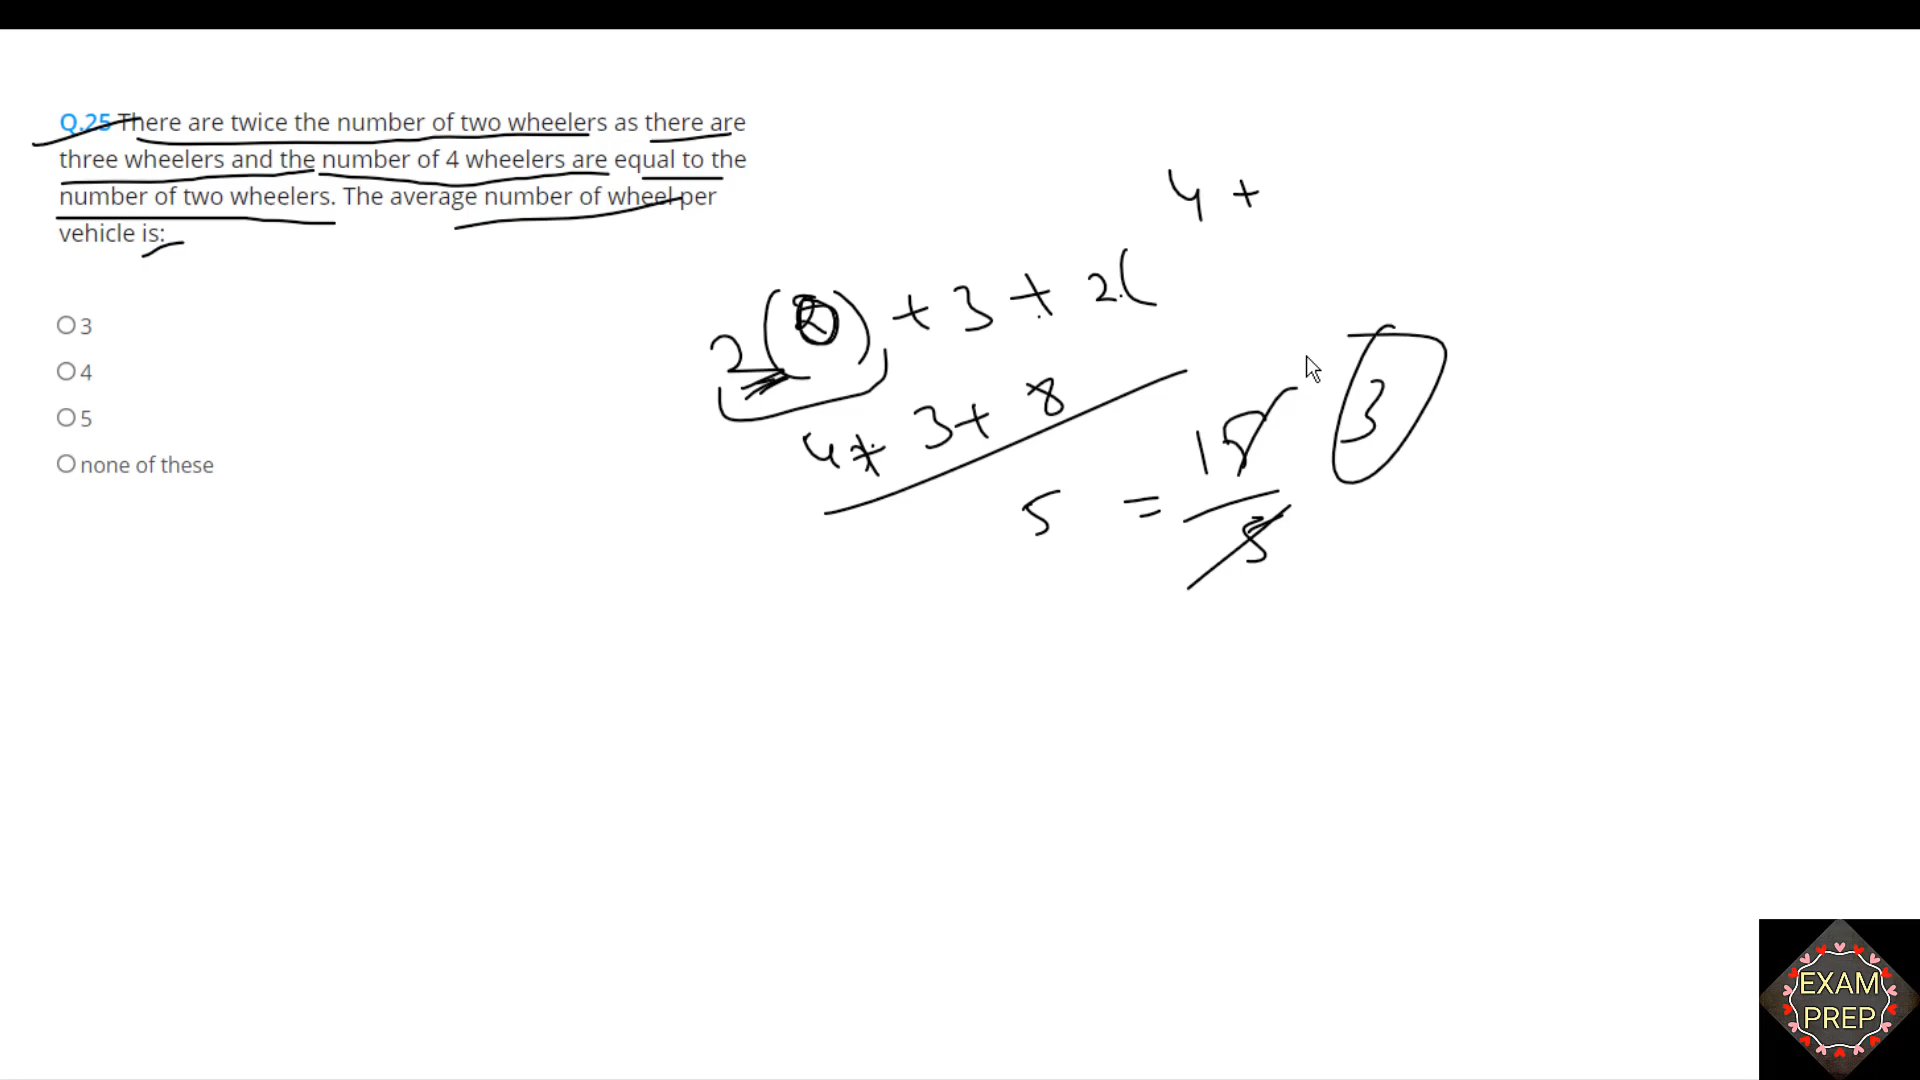 Q.25 There are twice the number of two wheelers as there are
three wheelers and the number of 4 wheelers are equal to the
number of two wheelers. The average number of wheel per
vehicle is:
3
4
5
none of these
4 +
2(2) + 3 + 2(
4 + 3 + 8
5 = 15
5
3
EXAM
PREP